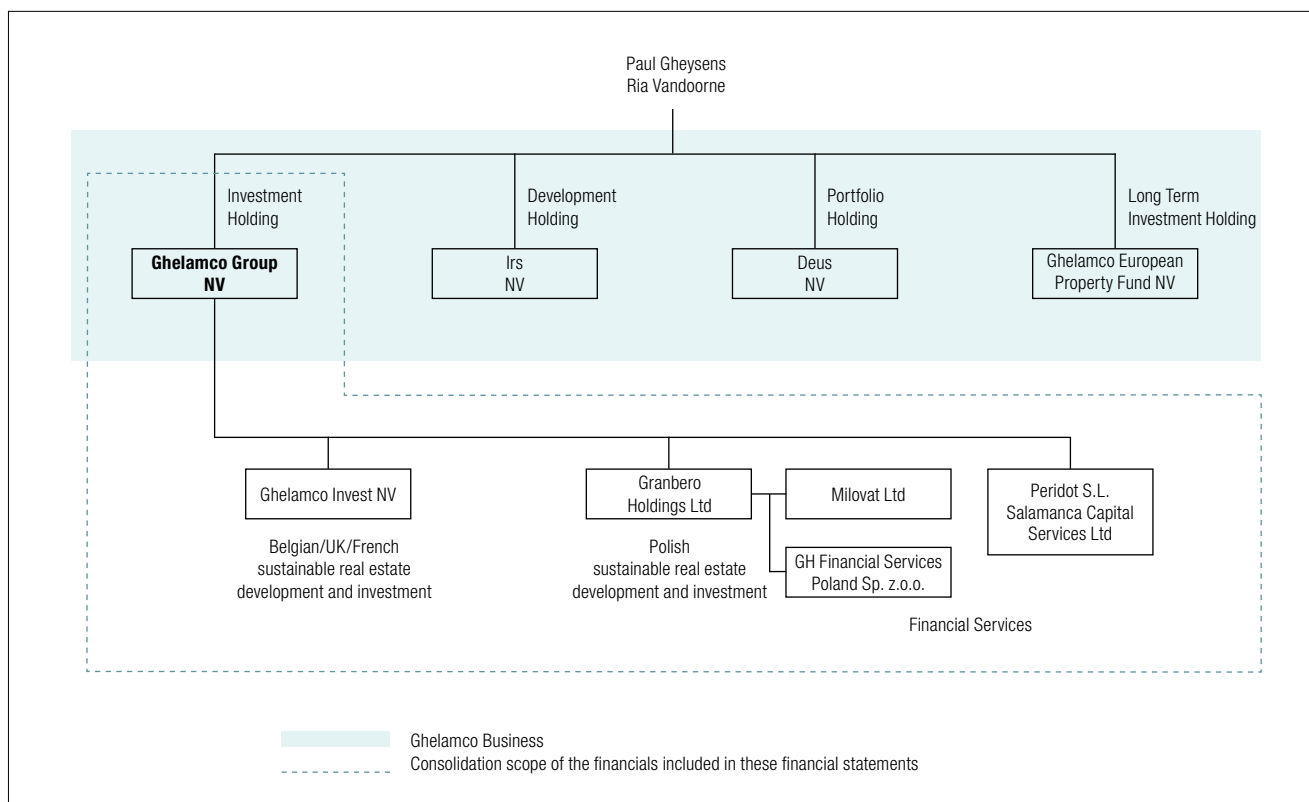 Paul Gheysens
Ria Vandoorne
Investment
Holding
Development
Holding
Portfolio
Holding
Long Term
Investment Holding
Ghelamco Group
NV
Irs
NV
Deus
NV
Ghelamco European
Property Fund NV
Ghelamco Invest NV
Granbero
Holdings Ltd
Milovat Ltd
Peridot S.L.
Salamanca Capital
Services Ltd
Belgian/UK/French
sustainable real estate
development and investment
Polish
sustainable real estate
development and investment
GH Financial Services
Poland Sp. z.o.o.
Financial Services
Ghelamco Business
Consolidation scope of the financials included in these financial statements